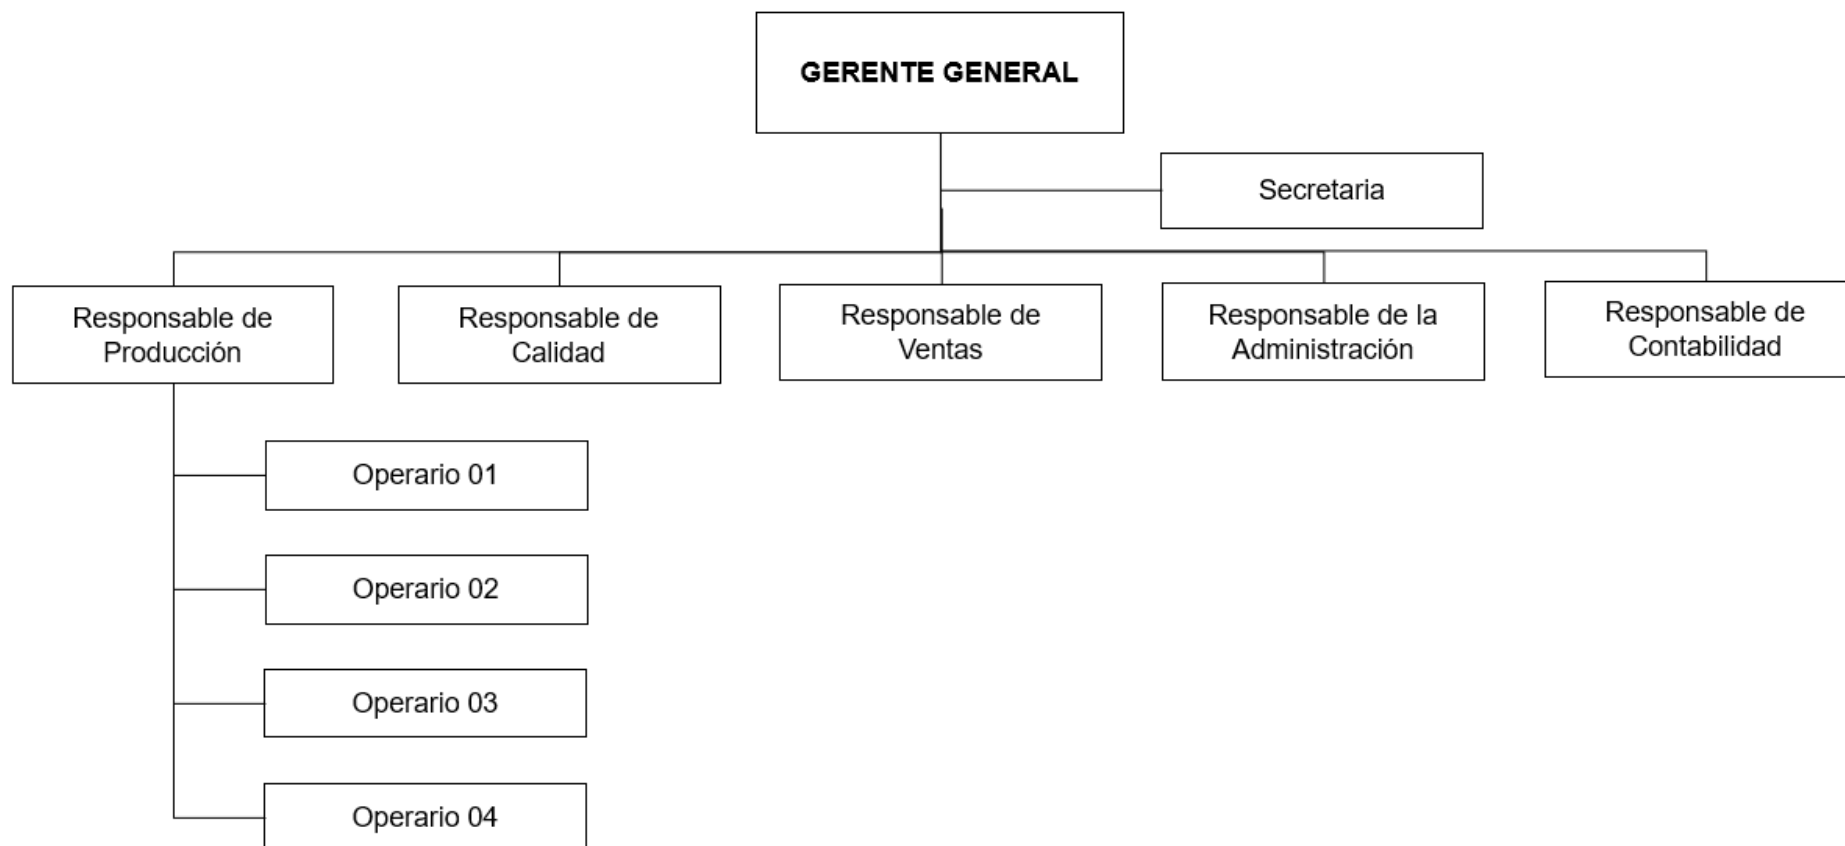 GERENTE GENERAL
Secretaria
Responsable de
Producción
Responsable de
Calidad
Responsable de
Ventas
Responsable de la
Administración
Responsable de
Contabilidad
Operario 01
Operario 02
Operario 03
Operario 04